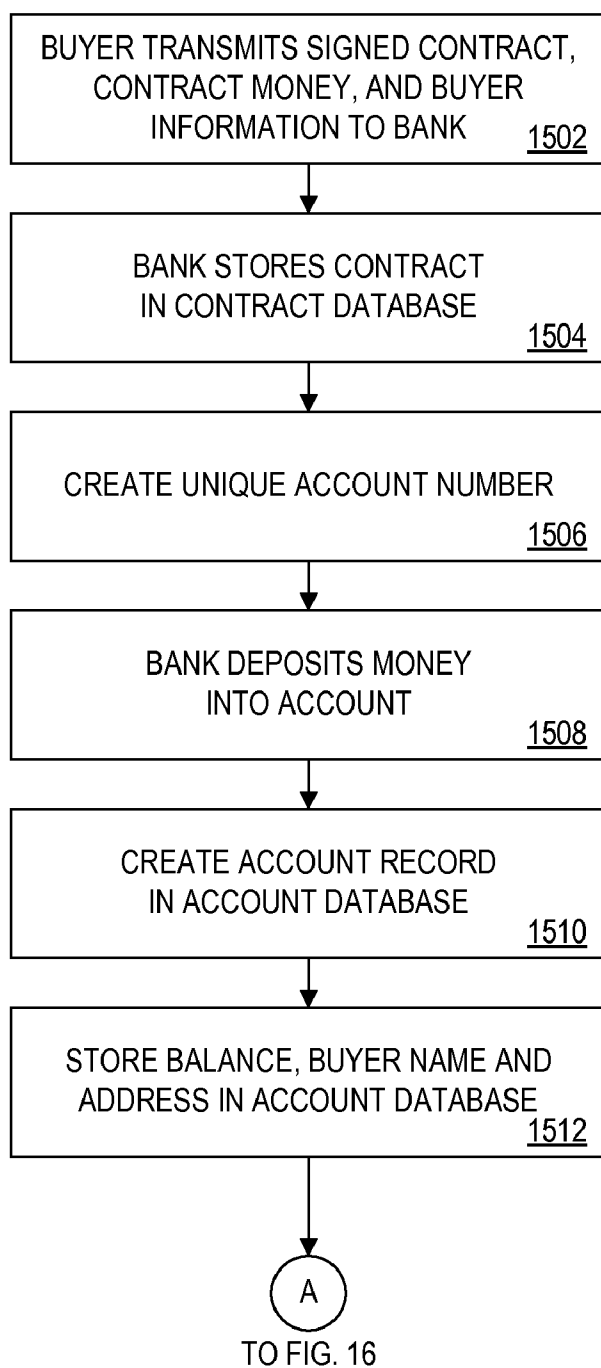 BUYER TRANSMITS SIGNED CONTRACT,
CONTRACT MONEY, AND BUYER
INFORMATION TO BANK
1502
BANK STORES CONTRACT
IN CONTRACT DATABASE
1504
CREATE UNIQUE ACCOUNT NUMBER
1506
BANK DEPOSITS MONEY
INTO ACCOUNT
1508
CREATE ACCOUNT RECORD
IN ACCOUNT DATABASE
1510
STORE BALANCE, BUYER NAME AND
ADDRESS IN ACCOUNT DATABASE
1512
A
TO FIG. 16